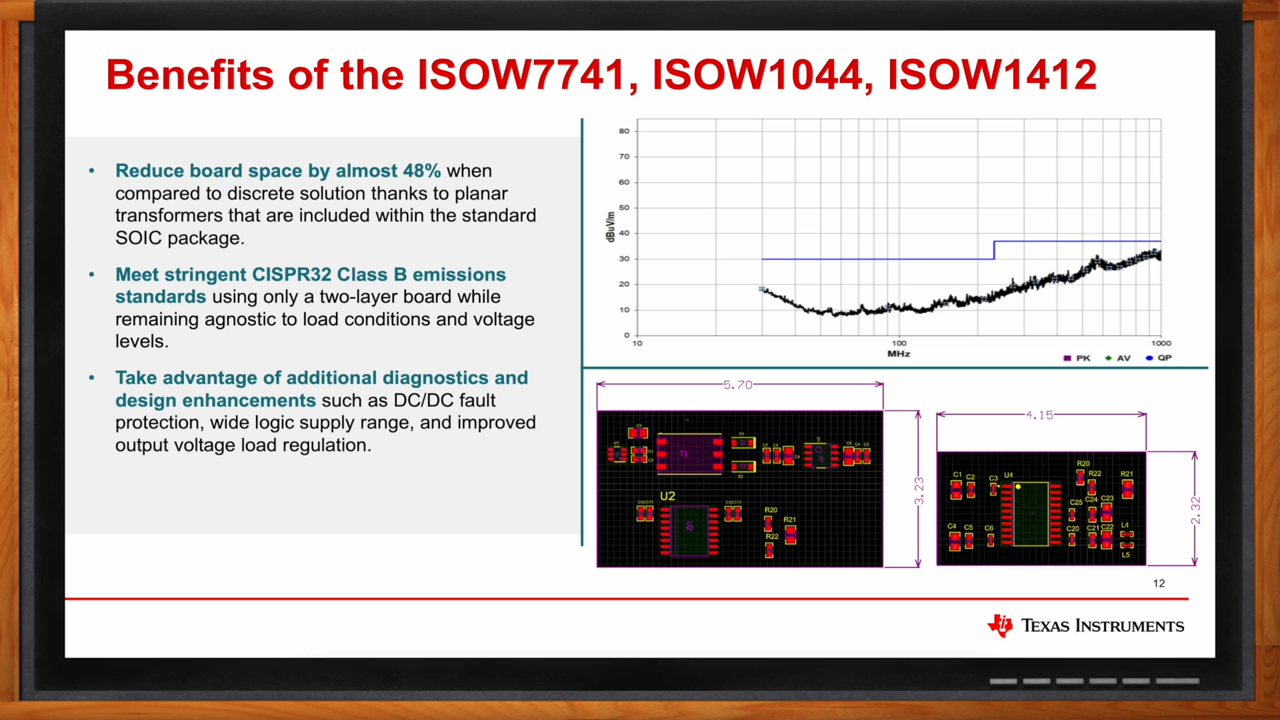 Benefits of the ISOW7741, ISOW1044, ISOW1412
• Reduce board space by almost 48% when
compared to discrete solution thanks to planar
transformers that are included within the standard
SOIC package.
• Meet stringent CISPR32 Class B emissions
standards using only a two-layer board while
remaining agnostic to load conditions and voltage
levels.
• Take advantage of additional diagnostics and
design enhancements such as DC/DC fault
protection, wide logic supply range, and improved
output voltage load regulation.
80
70
60
50
40
30
20
10
0
dBuV/m
10 100 1000
MHz
PK AV QP
5.70
3.23
U2
R20
R21
R22
4.15
2.32
C1 C2 C3 U4 R20 R22 R21
C25 C24 C23
C4 C5 C6 C20 C21 C22 L4
L5
12
TEXAS INSTRUMENTS